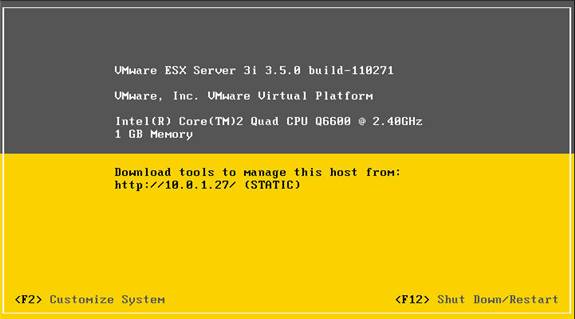 VMware ESX Server 3i 3.5.0 build-110271
VMware, Inc. VMware Virtual Platform
Intel(R) Core(TM)2 Quad CPU Q6600 @ 2.40GHz
1 GB Memory
Download tools to manage this host from:
http://10.0.1.27/ (STATIC)
<F2> Customize System <F12> Shut Down/Restart